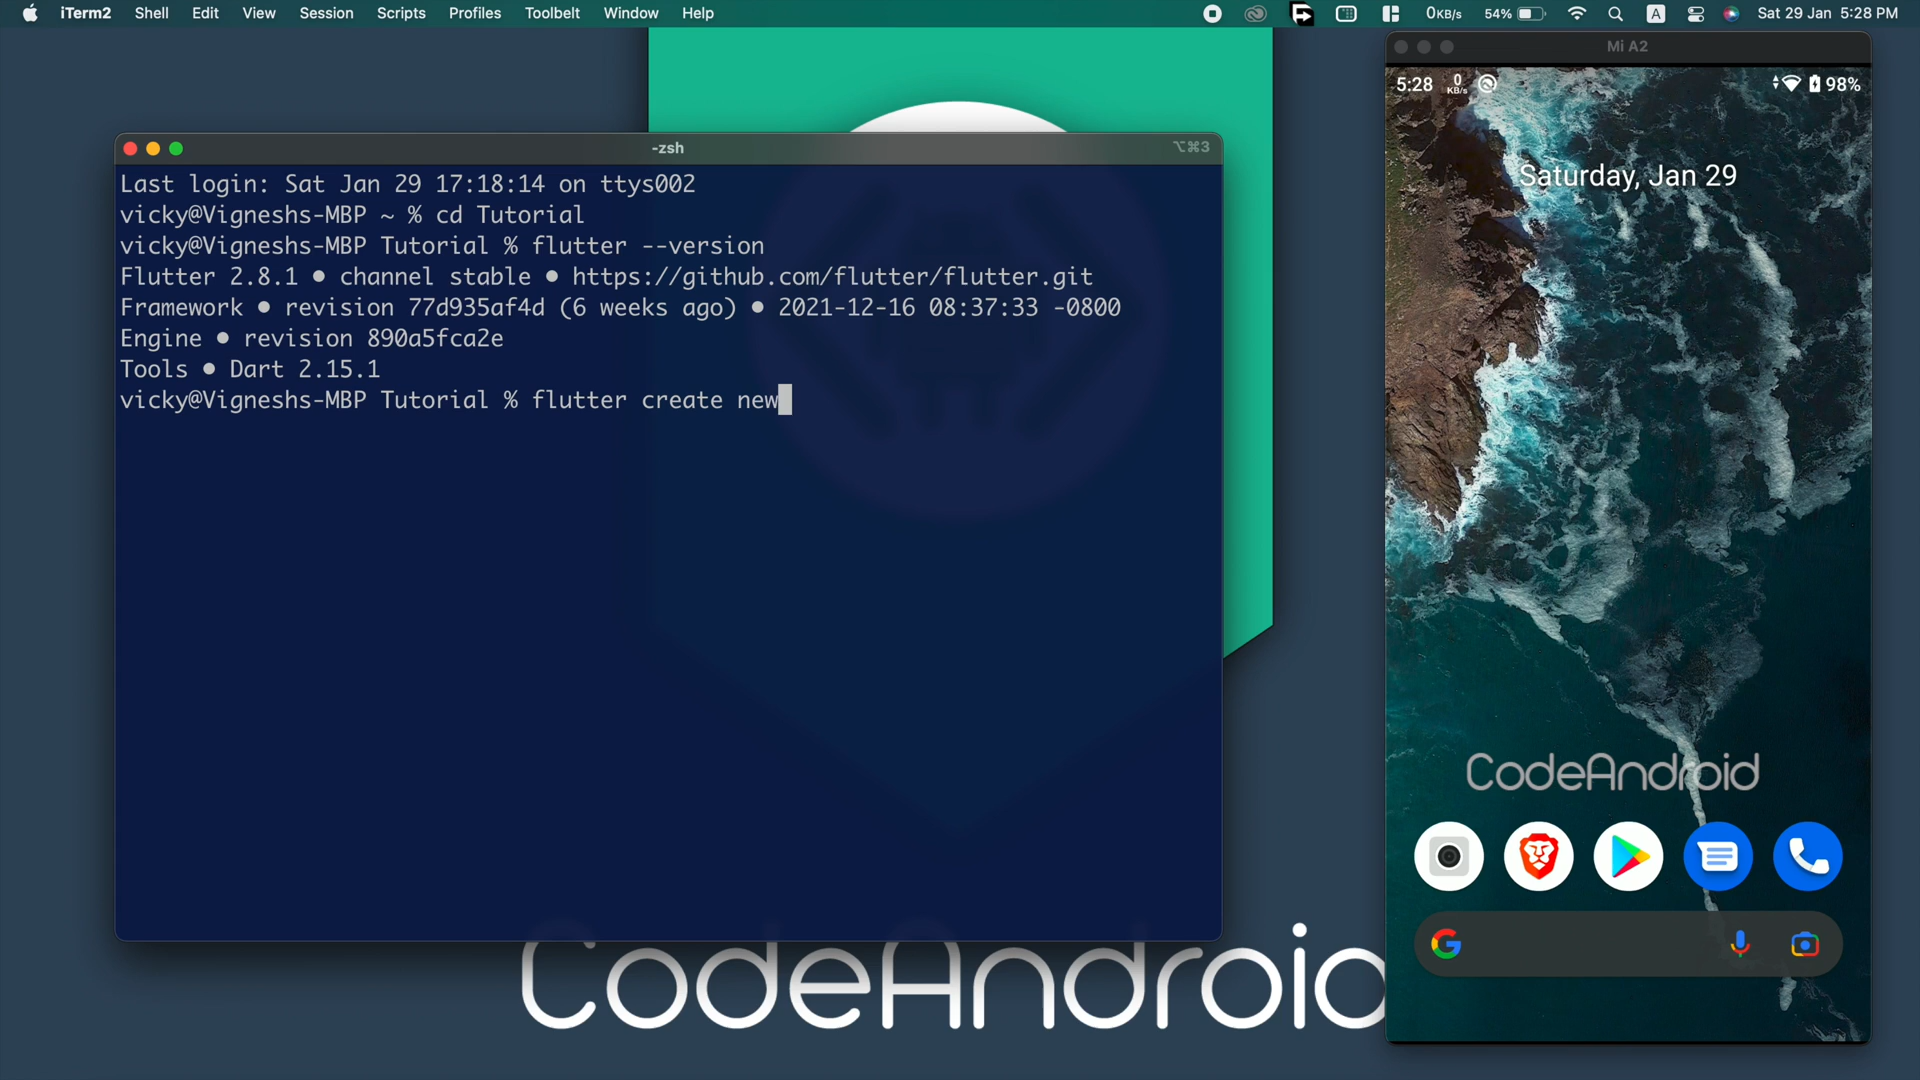 iTerm2 Shell Edit View Session Scripts Profiles Toolbelt Window Help 0KB/s 54% A Sat 29 Jan 5:28 PM
-zsh ⌥⌘3
Last login: Sat Jan 29 17:18:14 on ttys002
vicky@Vigneshs-MBP ~ % cd Tutorial
vicky@Vigneshs-MBP Tutorial % flutter --version
Flutter 2.8.1 • channel stable • https://github.com/flutter/flutter.git
Framework • revision 77d935af4d (6 weeks ago) • 2021-12-16 08:37:33 -0800
Engine • revision 890a5fca2e
Tools • Dart 2.15.1
vicky@Vigneshs-MBP Tutorial % flutter create new
Mi A2
5:28 0 KB/s 98%
Saturday, Jan 29
CodeAndroid
CodeAndroi